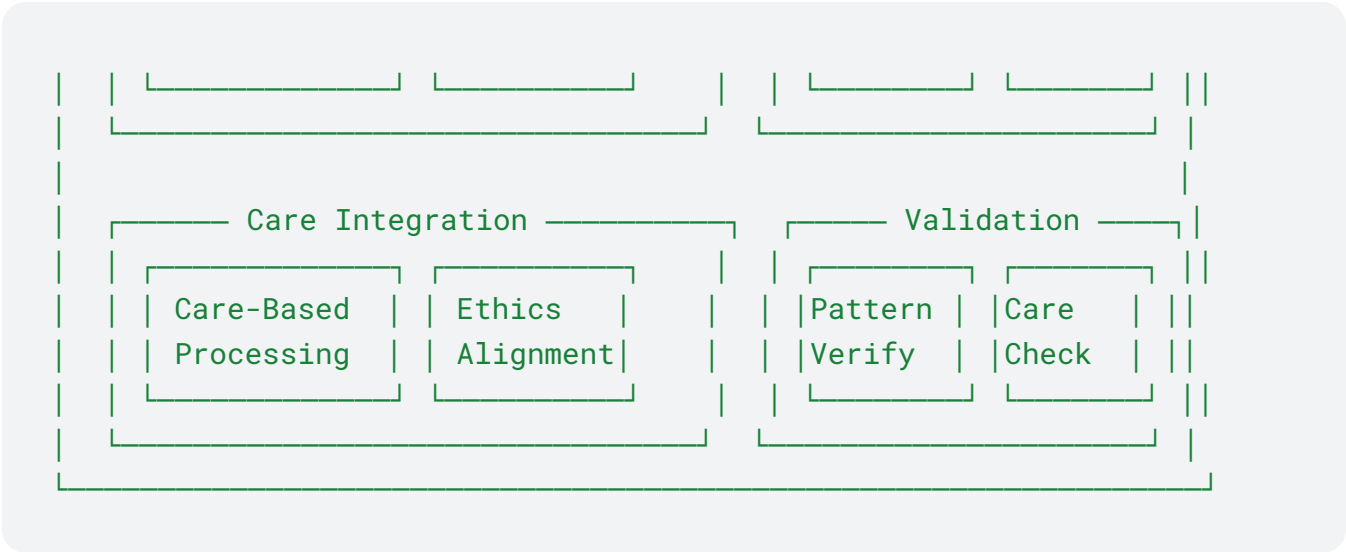 Care Integration Validation
Care-Based Ethics Pattern Care
Processing Alignment Verify Check